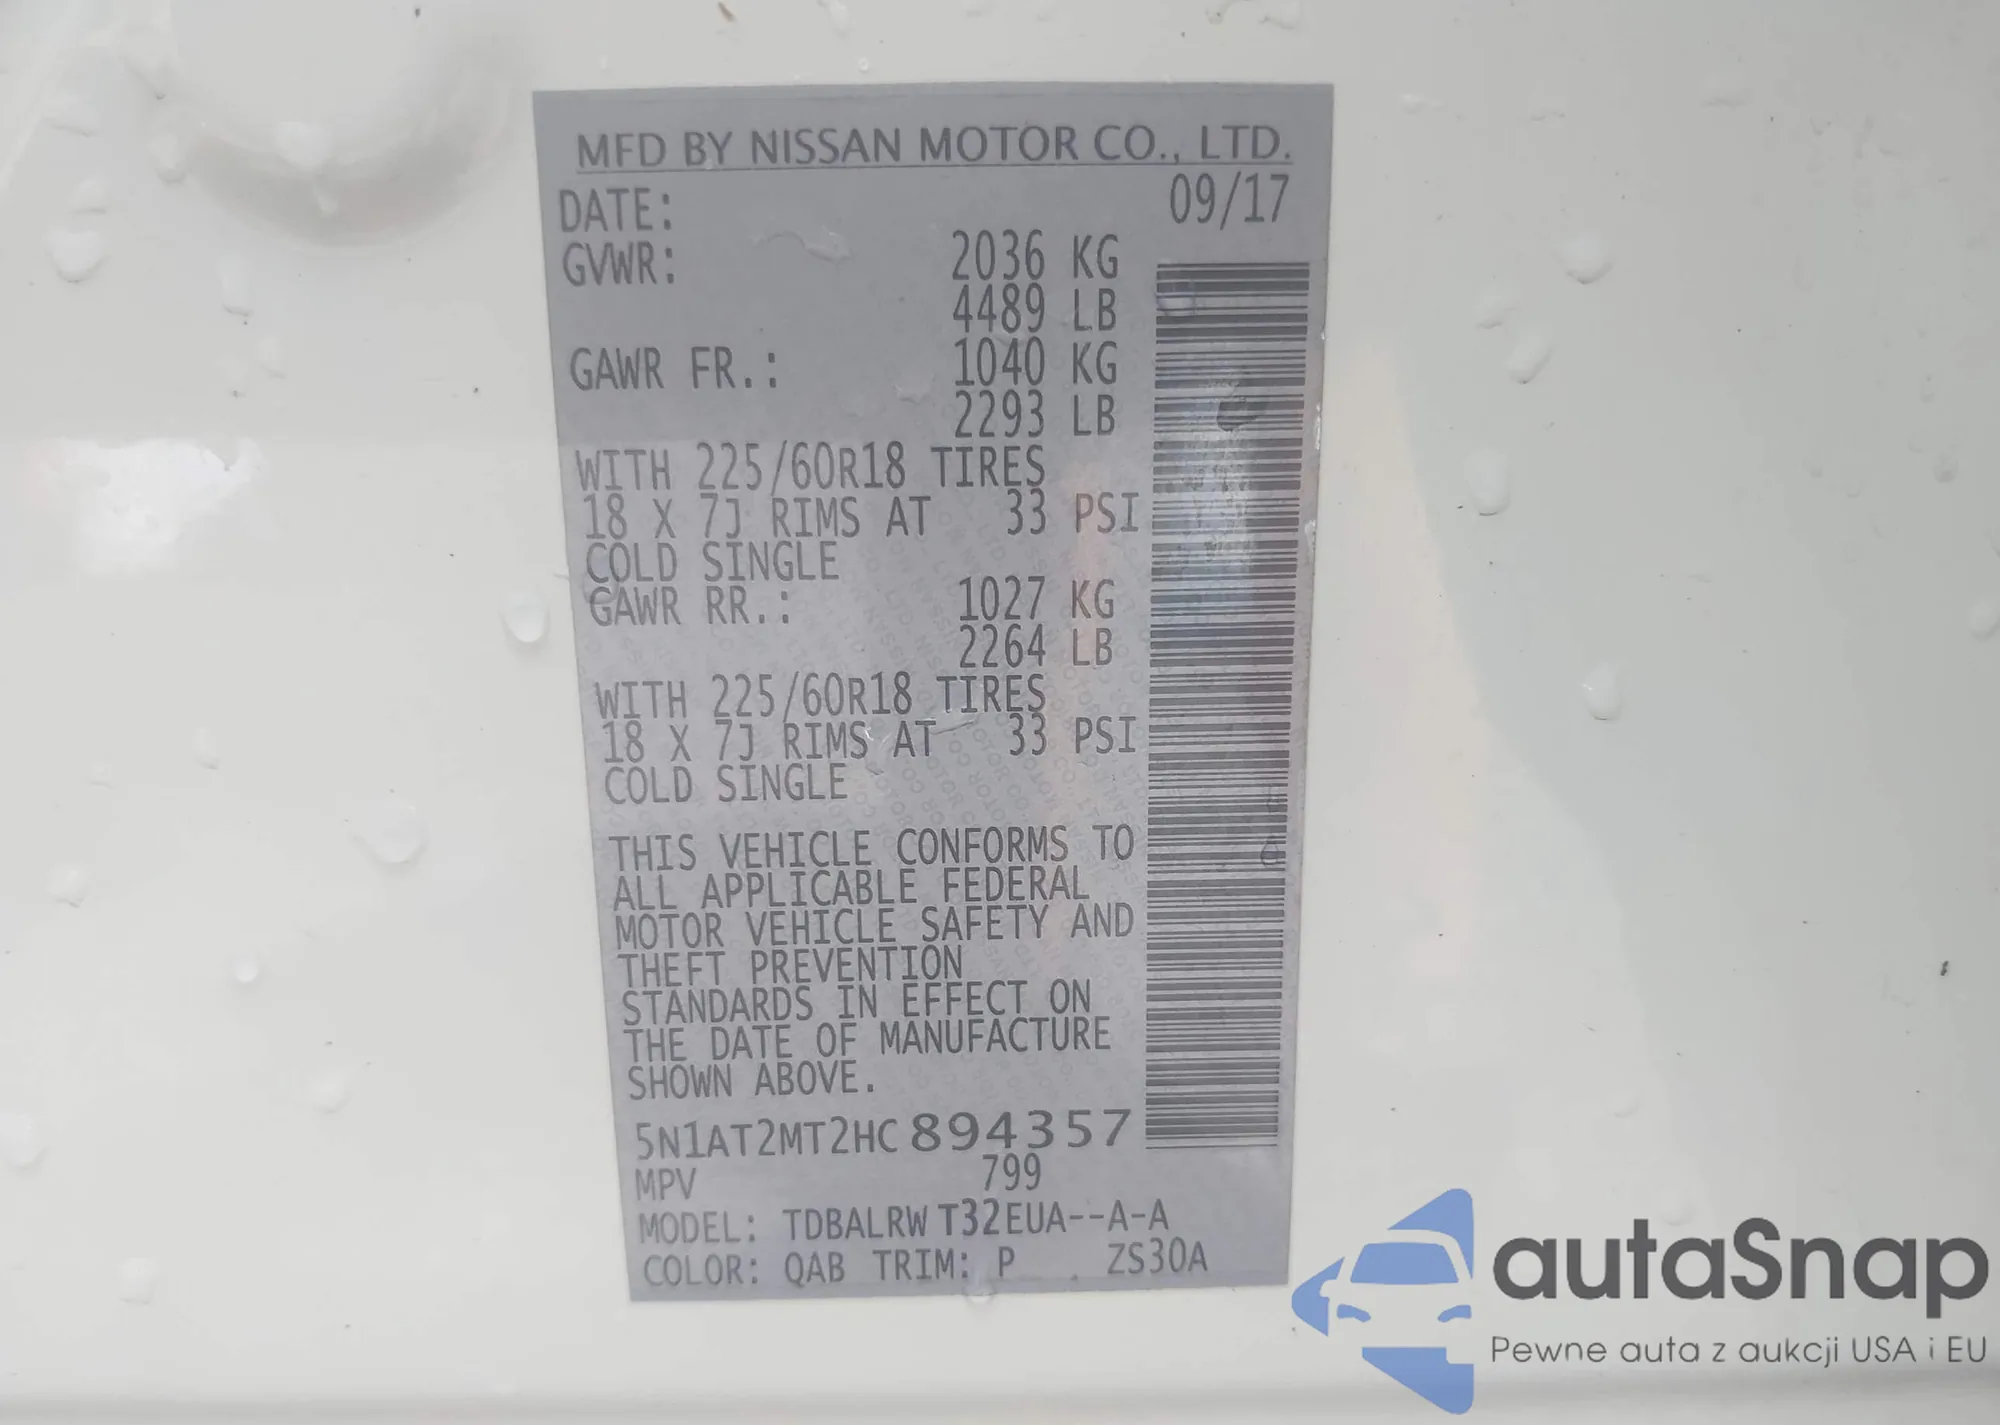 MFD BY NISSAN MOTOR CO., LTD.
DATE: 09/17
GVWR: 2036 KG
4489 LB
GAWR FR.: 1040 KG
2293 LB
WITH 225/60R18 TIRES
18 X 7J RIMS AT 33 PSI
COLD SINGLE
GAWR RR.: 1027 KG
2264 LB
WITH 225/60R18 TIRES
18 X 7J RIMS AT 33 PSI
COLD SINGLE
THIS VEHICLE CONFORMS TO
ALL APPLICABLE FEDERAL
MOTOR VEHICLE SAFETY AND
THEFT PREVENTION
STANDARDS IN EFFECT ON
THE DATE OF MANUFACTURE
SHOWN ABOVE.
5N1AT2MT2HC894357
MPV 799
MODEL: TDBALRW T32EUA--A-A
COLOR: QAB TRIM: P ZS30A
autaSnap
Pewne auta z aukcji USA i EU